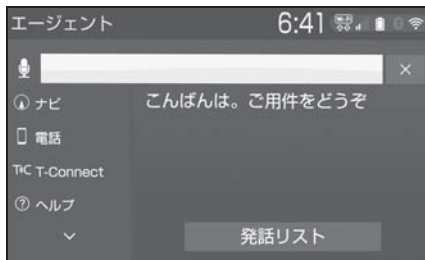 エージェント 6:41
ナビ
こんばんは。ご用件をどうぞ
電話
T-Connect
ヘルプ
発話リスト